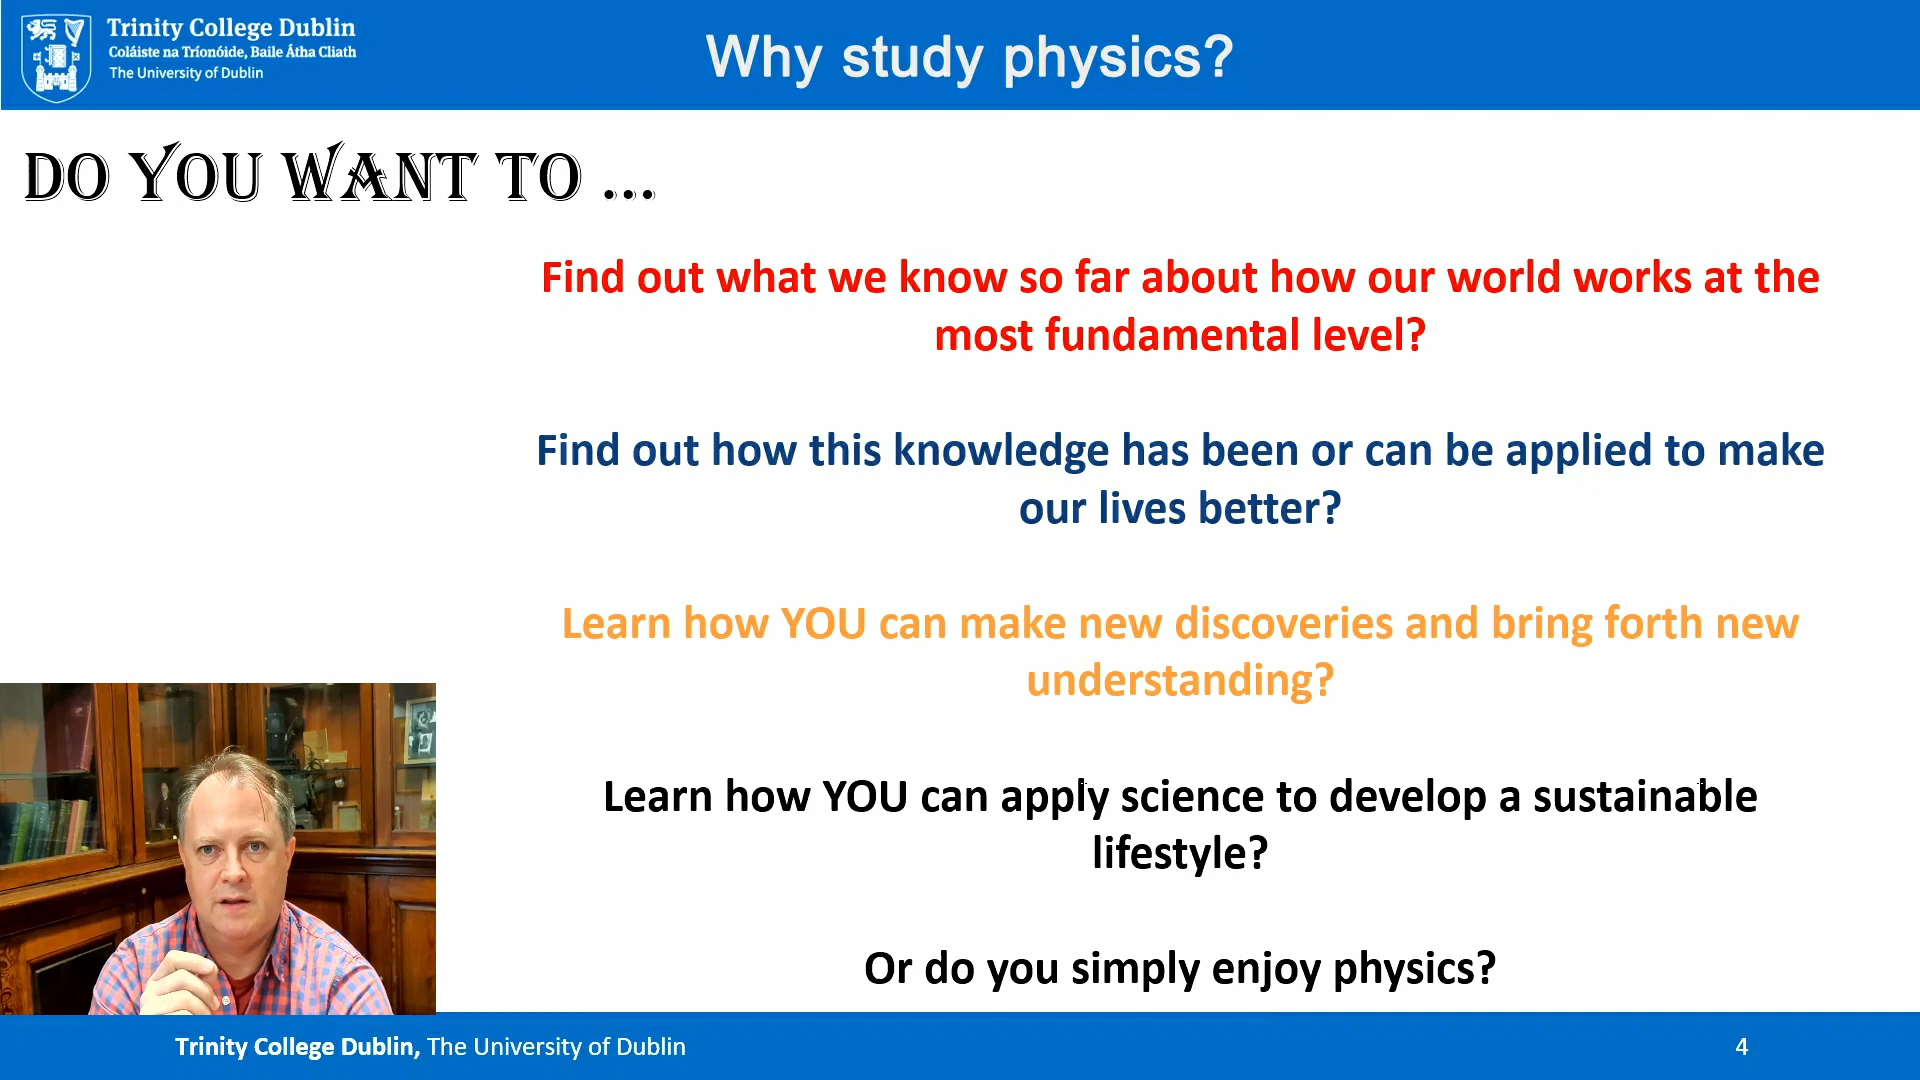 Trinity College Dublin
Coláiste na Tríonóide, Baile Átha Cliath
The University of Dublin
Why study physics?
DO YOU WANT TO ...
Find out what we know so far about how our world works at the
most fundamental level?
Find out how this knowledge has been or can be applied to make
our lives better?
Learn how YOU can make new discoveries and bring forth new
understanding?
Learn how YOU can apply science to develop a sustainable
lifestyle?
Or do you simply enjoy physics?
Trinity College Dublin, The University of Dublin
4